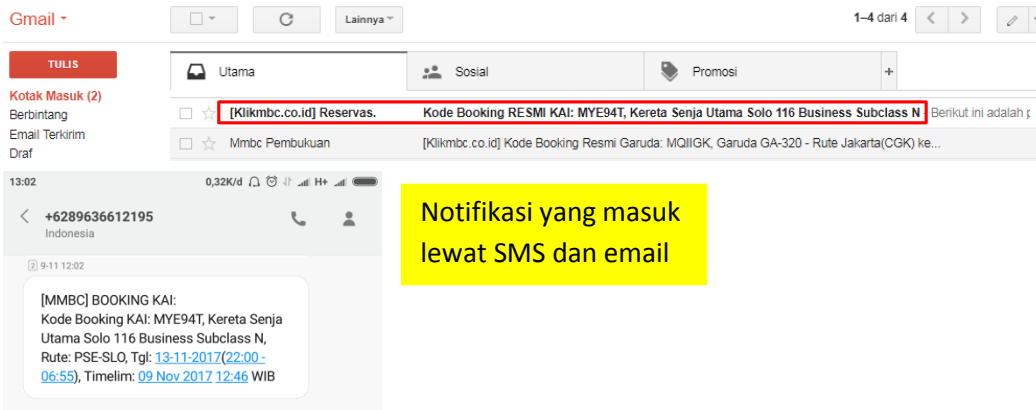 Gmail
Lainnya
1–4 dari 4
TULIS
Utama
Sosial
Promosi
+
Kotak Masuk (2)
Berbintang
Email Terkirim
Draf
[Klikmbc.co.id] Reservas. Kode Booking RESMI KAI: MYE94T, Kereta Senja Utama Solo 116 Business Subclass N - Berikut ini adalah
Mmbc Pembukuan [Klikmbc.co.id] Kode Booking Resmi Garuda: MQIIGK, Garuda GA-320 - Rute Jakarta(CGK) ke...
13:02 0,32K/d H+
+6289636612195
Indonesia
2 9-11 12:02
[MMBC] BOOKING KAI:
Kode Booking KAI: MYE94T, Kereta Senja
Utama Solo 116 Business Subclass N,
Rute: PSE-SLO, Tgl: 13-11-2017(22:00 -
06:55), Timelim: 09 Nov 2017 12:46 WIB
Notifikasi yang masuk
lewat SMS dan email